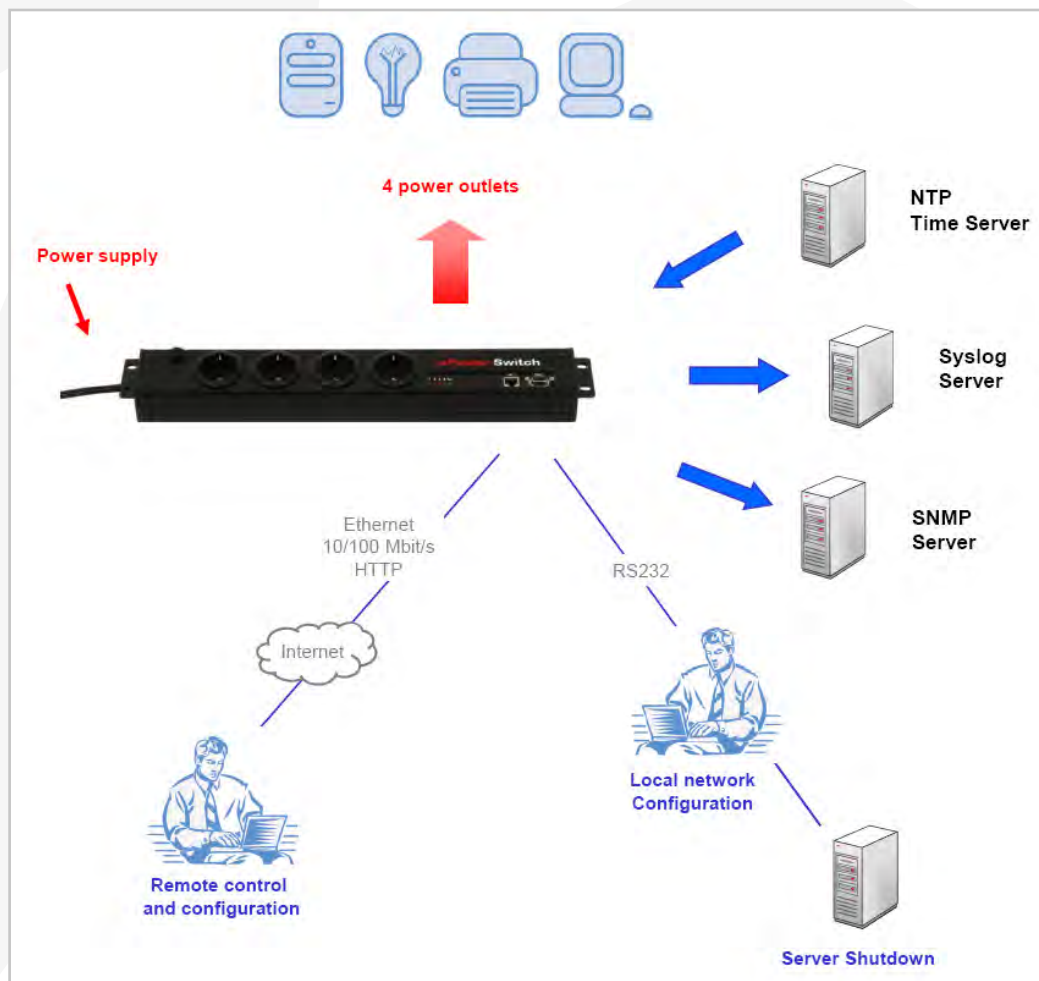 4 power outlets
Power supply
NTP
Time Server
ePowerSwitch
Syslog
Server
SNMP
Server
Ethernet
10/100 Mbit/s
HTTP
RS232
Internet
Local network
Configuration
Remote control
and configuration
Server Shutdown